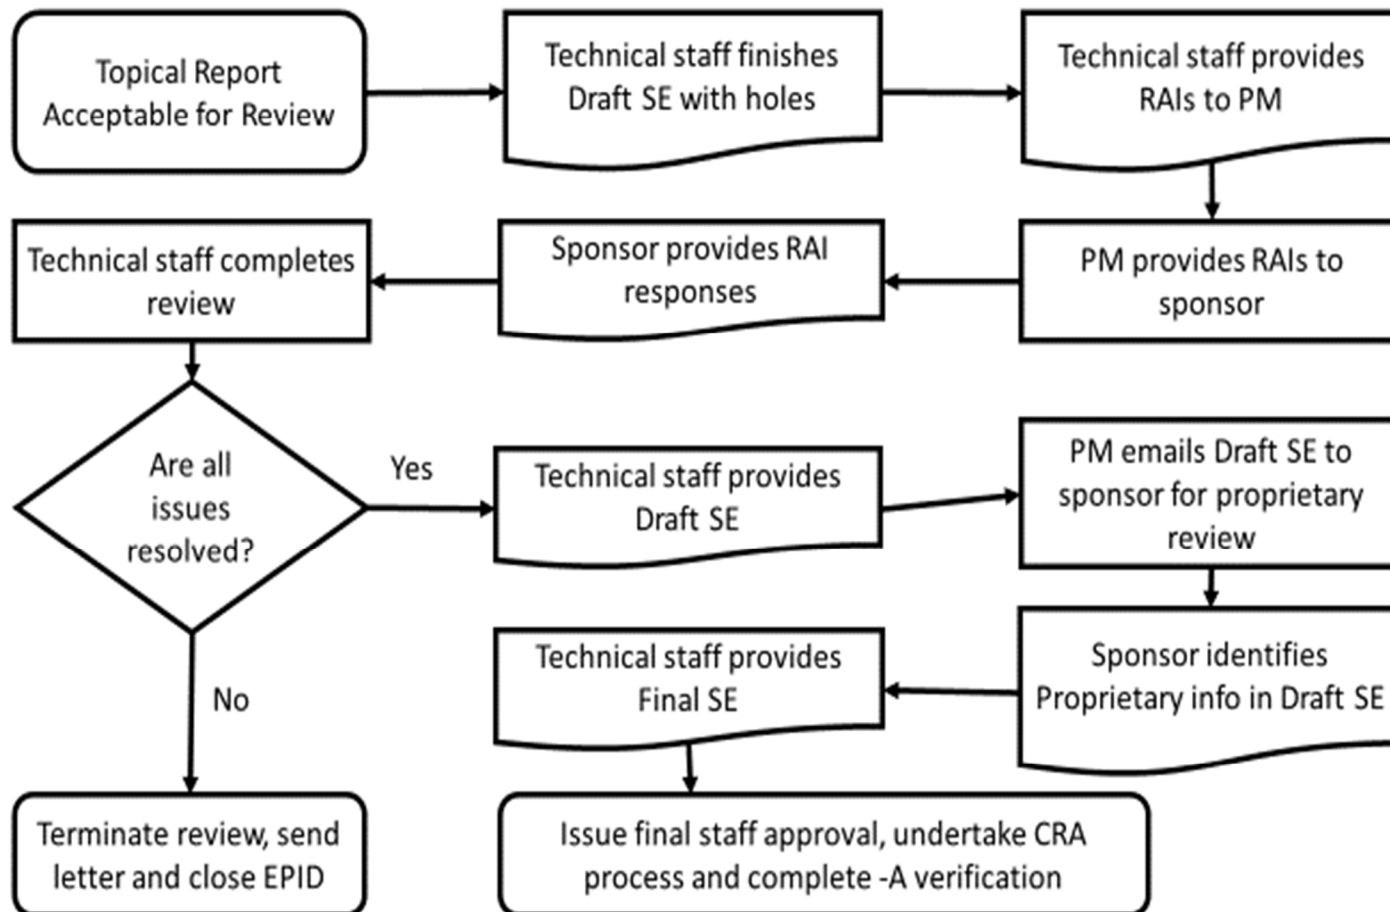 Topical Report
Acceptable for Review
Technical staff finishes
Draft SE with holes
Technical staff provides
RAIs to PM
PM provides RAIs to
sponsor
Sponsor provides RAI
responses
Technical staff completes
review
Are all
issues
resolved?
Yes
Technical staff provides
Draft SE
PM emails Draft SE to
sponsor for proprietary
review
Sponsor identifies
Proprietary info in Draft SE
Technical staff provides
Final SE
No
Terminate review, send
letter and close EPID
Issue final staff approval, undertake CRA
process and complete -A verification